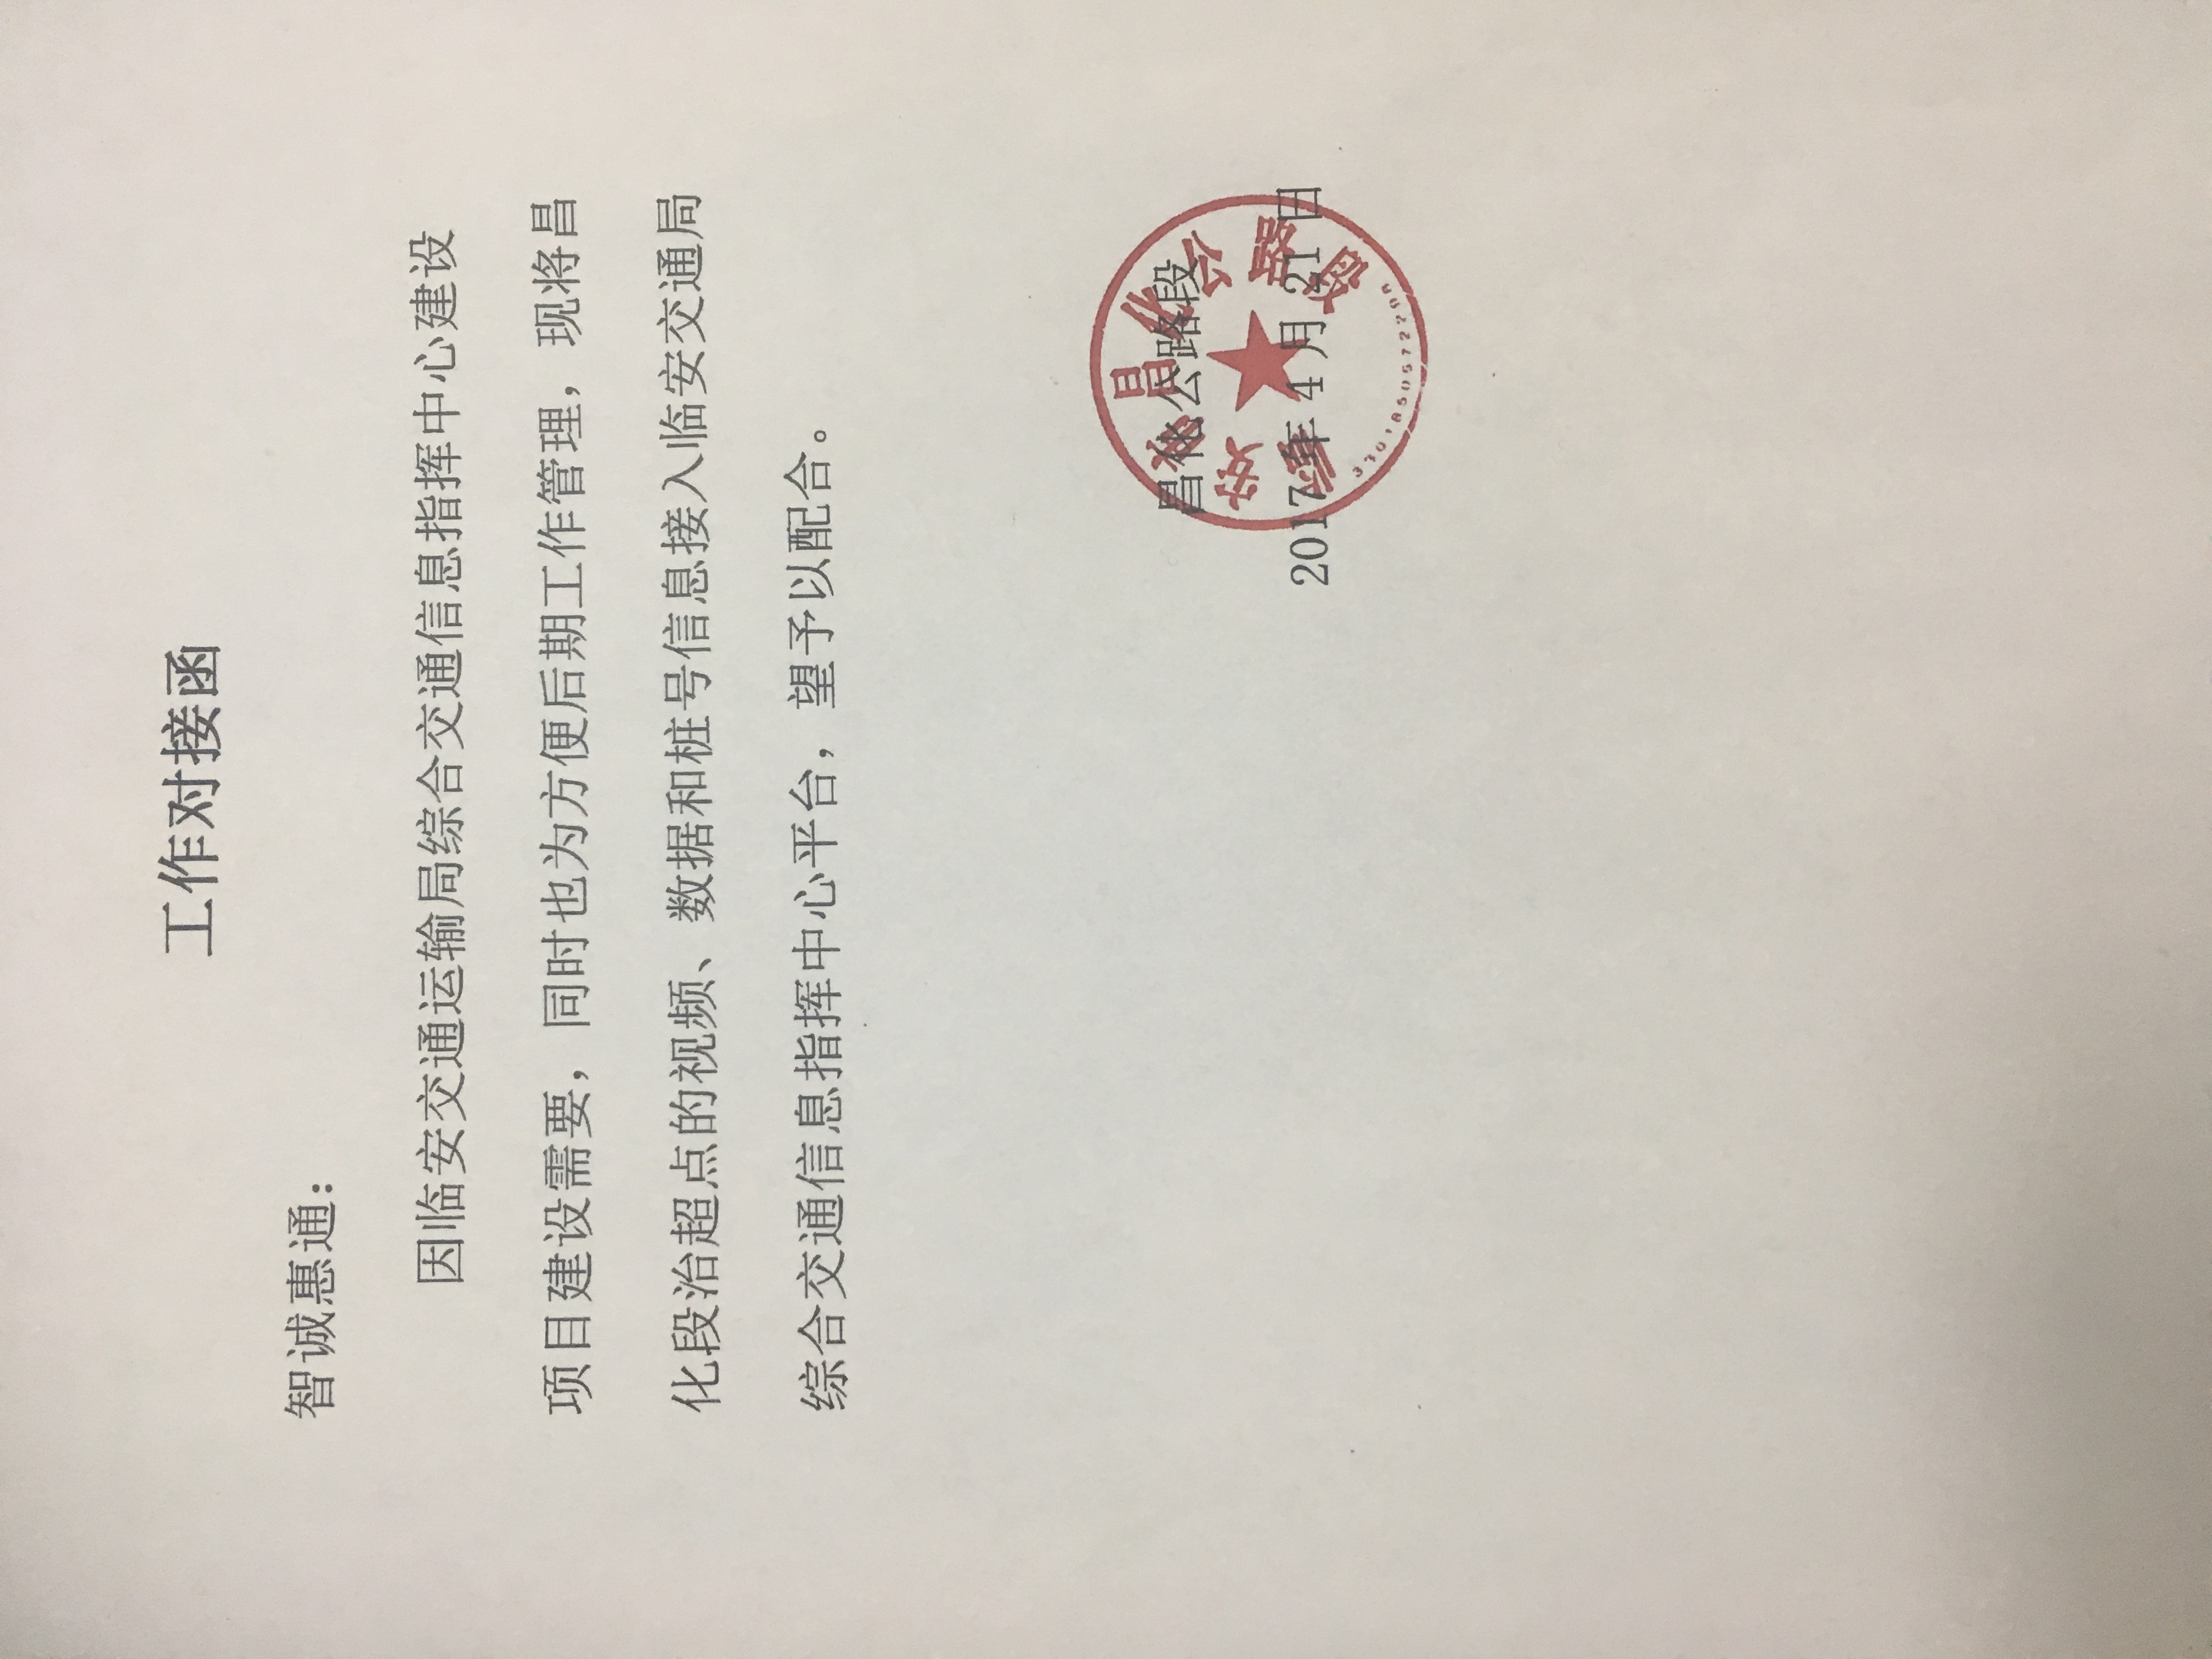 工作对接函
智诚惠通：
因临安交通运输局综合交通信息指挥中心建设
项目建设需要，同时也为方便后期工作管理，现将昌
化段治超点的视频、数据和桩号信息接入临安交通局
综合交通信息指挥中心平台，望予以配合。
昌化公路段
2017年4月21日
临安市昌化公路段